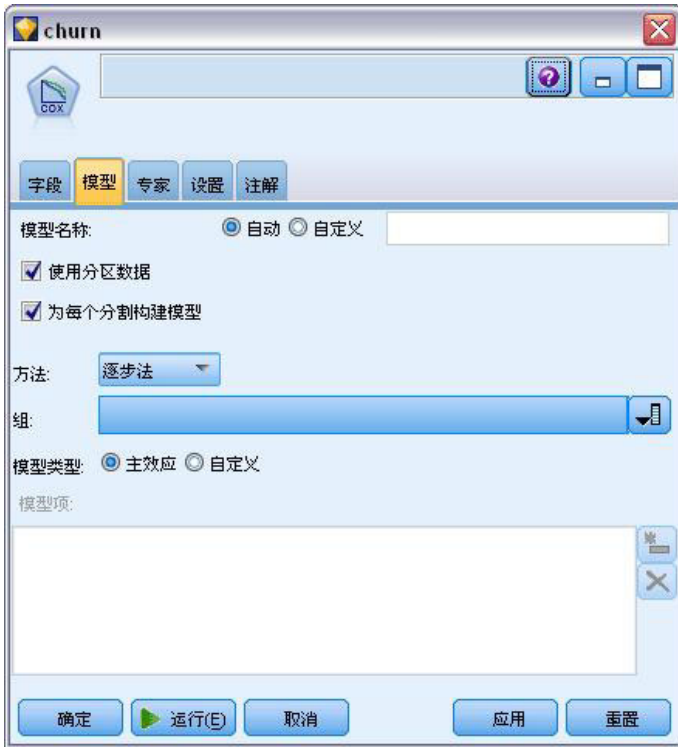 churn
COX
字段 模型 专家 设置 注解
模型名称: 自动 自定义
使用分区数据
为每个分割构建模型
方法: 逐步法
组:
模型类型: 主效应 自定义
模型项:
确定 运行(E) 取消 应用 重置